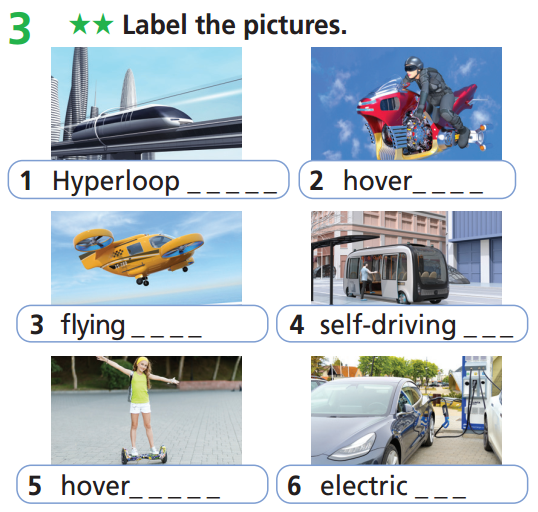 3 ★★ Label the pictures.
1 Hyperloop _ _ _ _ _
2 hover_ _ _ _
3 flying _ _ _ _
4 self-driving _ _ _
5 hover_ _ _ _ _
6 electric _ _ _